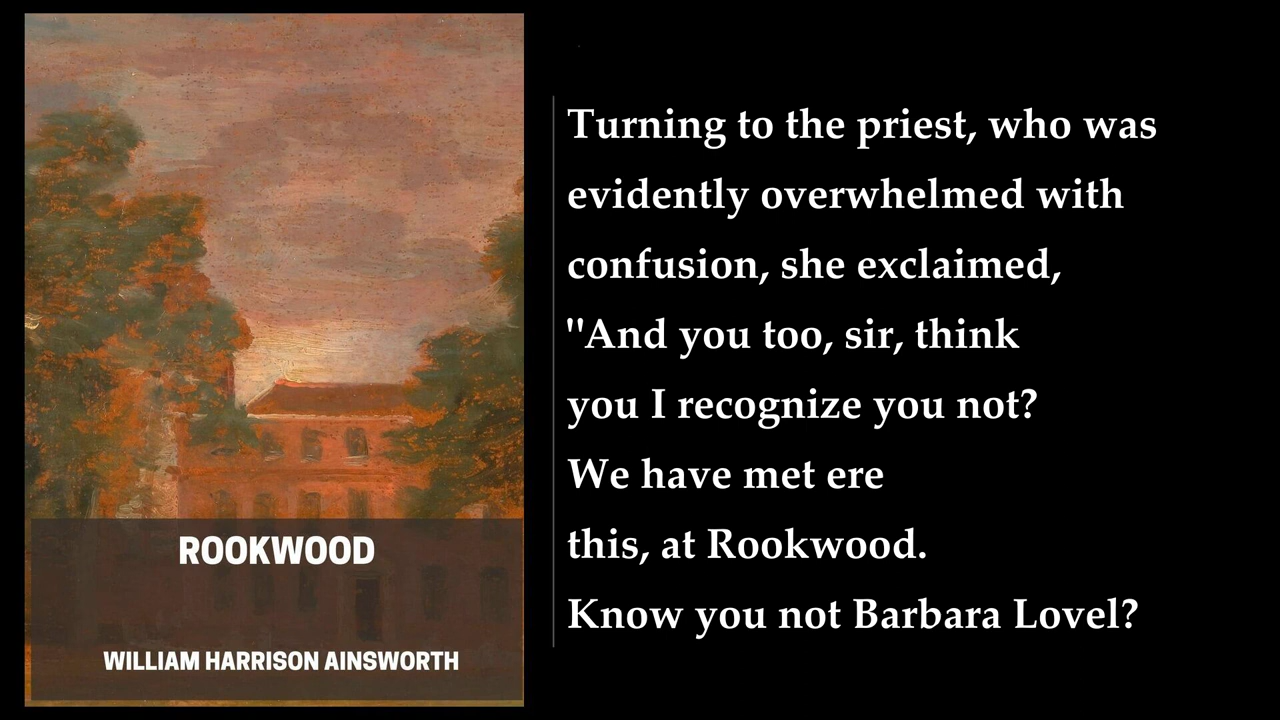 ROOKWOOD
WILLIAM HARRISON AINSWORTH
Turning to the priest, who was
evidently overwhelmed with
confusion, she exclaimed,
"And you too, sir, think
you I recognize you not?
We have met ere
this, at Rookwood.
Know you not Barbara Lovel?